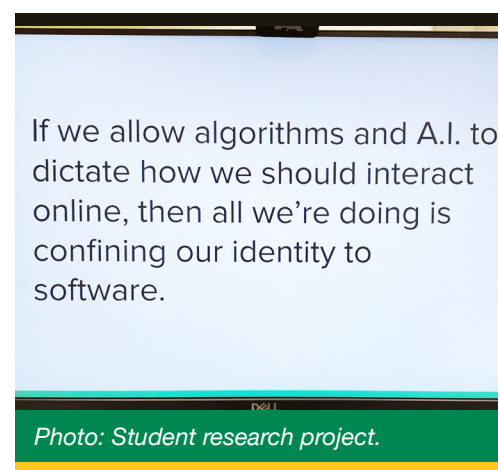 If we allow algorithms and A.I. to
dictate how we should interact
online, then all we're doing is
confining our identity to
software.
DELL
Photo: Student research project.